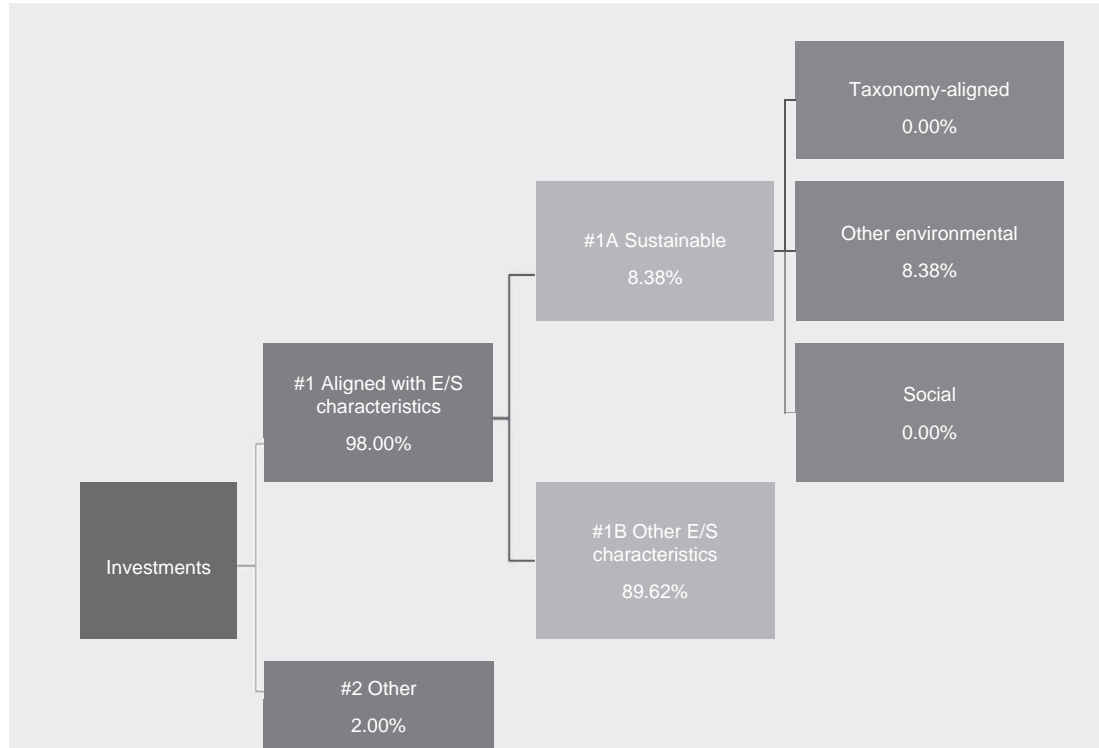 Taxonomy-aligned
0.00%
#1A Sustainable
8.38%
Other environmental
8.38%
#1 Aligned with E/S
characteristics
98.00%
Social
0.00%
Investments
#1B Other E/S
characteristics
89.62%
#2 Other
2.00%